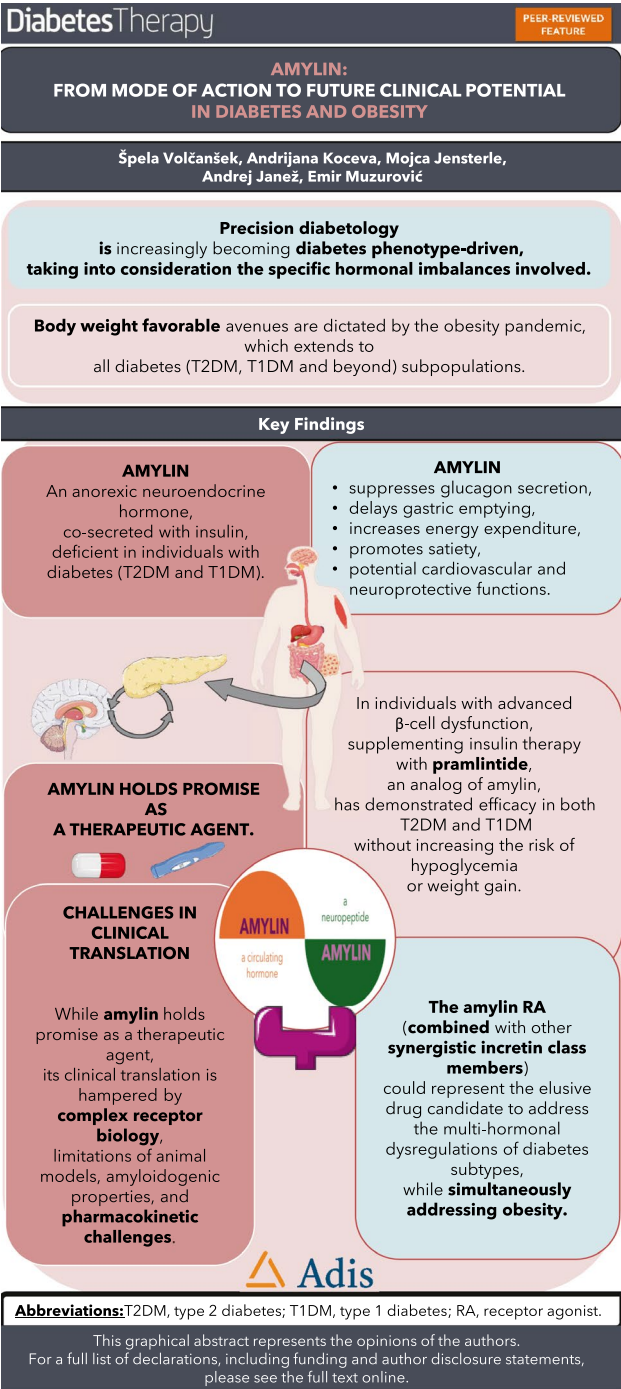 DiabetesTherapy
PEER-REVIEWED
FEATURE
AMYLIN:
FROM MODE OF ACTION TO FUTURE CLINICAL POTENTIAL
IN DIABETES AND OBESITY
Špela Volčanšek, Andrijana Koceva, Mojca Jensterle,
Andrej Janež, Emir Muzurović
Precision diabetology
is increasingly becoming diabetes phenotype-driven,
taking into consideration the specific hormonal imbalances involved.
Body weight favorable avenues are dictated by the obesity pandemic,
which extends to
all diabetes (T2DM, T1DM and beyond) subpopulations.
Key Findings
AMYLIN
An anorexic neuroendocrine
hormone,
co-secreted with insulin,
deficient in individuals with
diabetes (T2DM and T1DM).
AMYLIN
• suppresses glucagon secretion,
• delays gastric emptying,
• increases energy expenditure,
• promotes satiety,
• potential cardiovascular and
neuroprotective functions.
In individuals with advanced
β-cell dysfunction,
supplementing insulin therapy
with pramlintide,
an analog of amylin,
has demonstrated efficacy in both
T2DM and T1DM
without increasing the risk of
hypoglycemia
or weight gain.
AMYLIN HOLDS PROMISE
AS
A THERAPEUTIC AGENT.
CHALLENGES IN
CLINICAL
TRANSLATION
While amylin holds
promise as a therapeutic
agent,
its clinical translation is
hampered by
complex receptor
biology,
limitations of animal
models, amyloidogenic
properties, and
pharmacokinetic
challenges.
AMYLIN
a circulating
hormone
a
neuropeptide
AMYLIN
The amylin RA
(combined with other
synergistic incretin class
members)
could represent the elusive
drug candidate to address
the multi-hormonal
dysregulations of diabetes
subtypes,
while simultaneously
addressing obesity.
Adis
Abbreviations:T2DM, type 2 diabetes; T1DM, type 1 diabetes; RA, receptor agonist.
This graphical abstract represents the opinions of the authors.
For a full list of declarations, including funding and author disclosure statements,
please see the full text online.